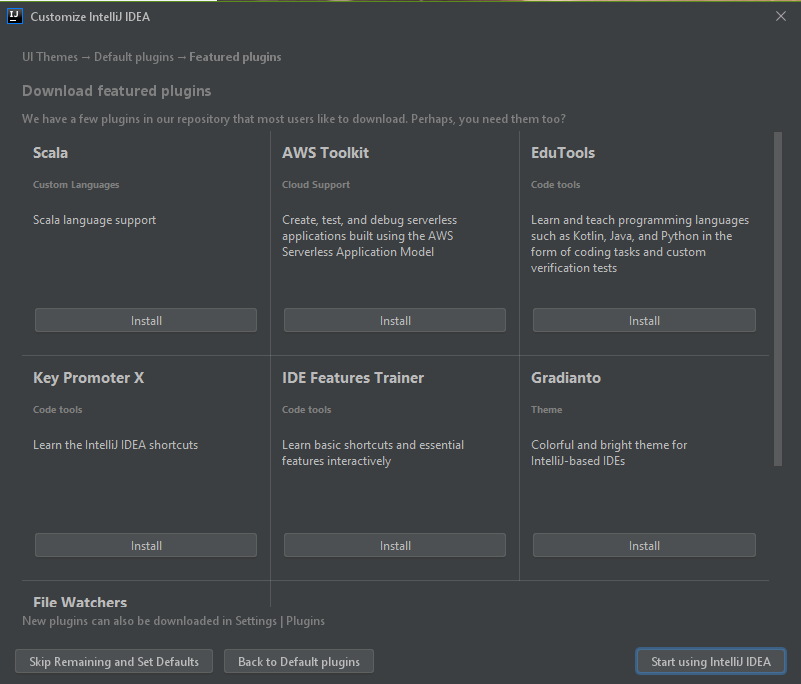 IJ
Customize IntelliJ IDEA
UI Themes → Default plugins → Featured plugins
Download featured plugins
We have a few plugins in our repository that most users like to download. Perhaps, you need them too?
Scala
Custom Languages
Scala language support
Install
AWS Toolkit
Cloud Support
Create, test, and debug serverless
applications built using the AWS
Serverless Application Model
Install
EduTools
Code tools
Learn and teach programming languages
such as Kotlin, Java, and Python in the
form of coding tasks and custom
verification tests
Install
Key Promoter X
Code tools
Learn the IntelliJ IDEA shortcuts
Install
IDE Features Trainer
Code tools
Learn basic shortcuts and essential
features interactively
Install
Gradianto
Theme
Colorful and bright theme for
IntelliJ-based IDEs
Install
File Watchers
New plugins can also be downloaded in Settings | Plugins
Skip Remaining and Set Defaults
Back to Default plugins
Start using IntelliJ IDEA